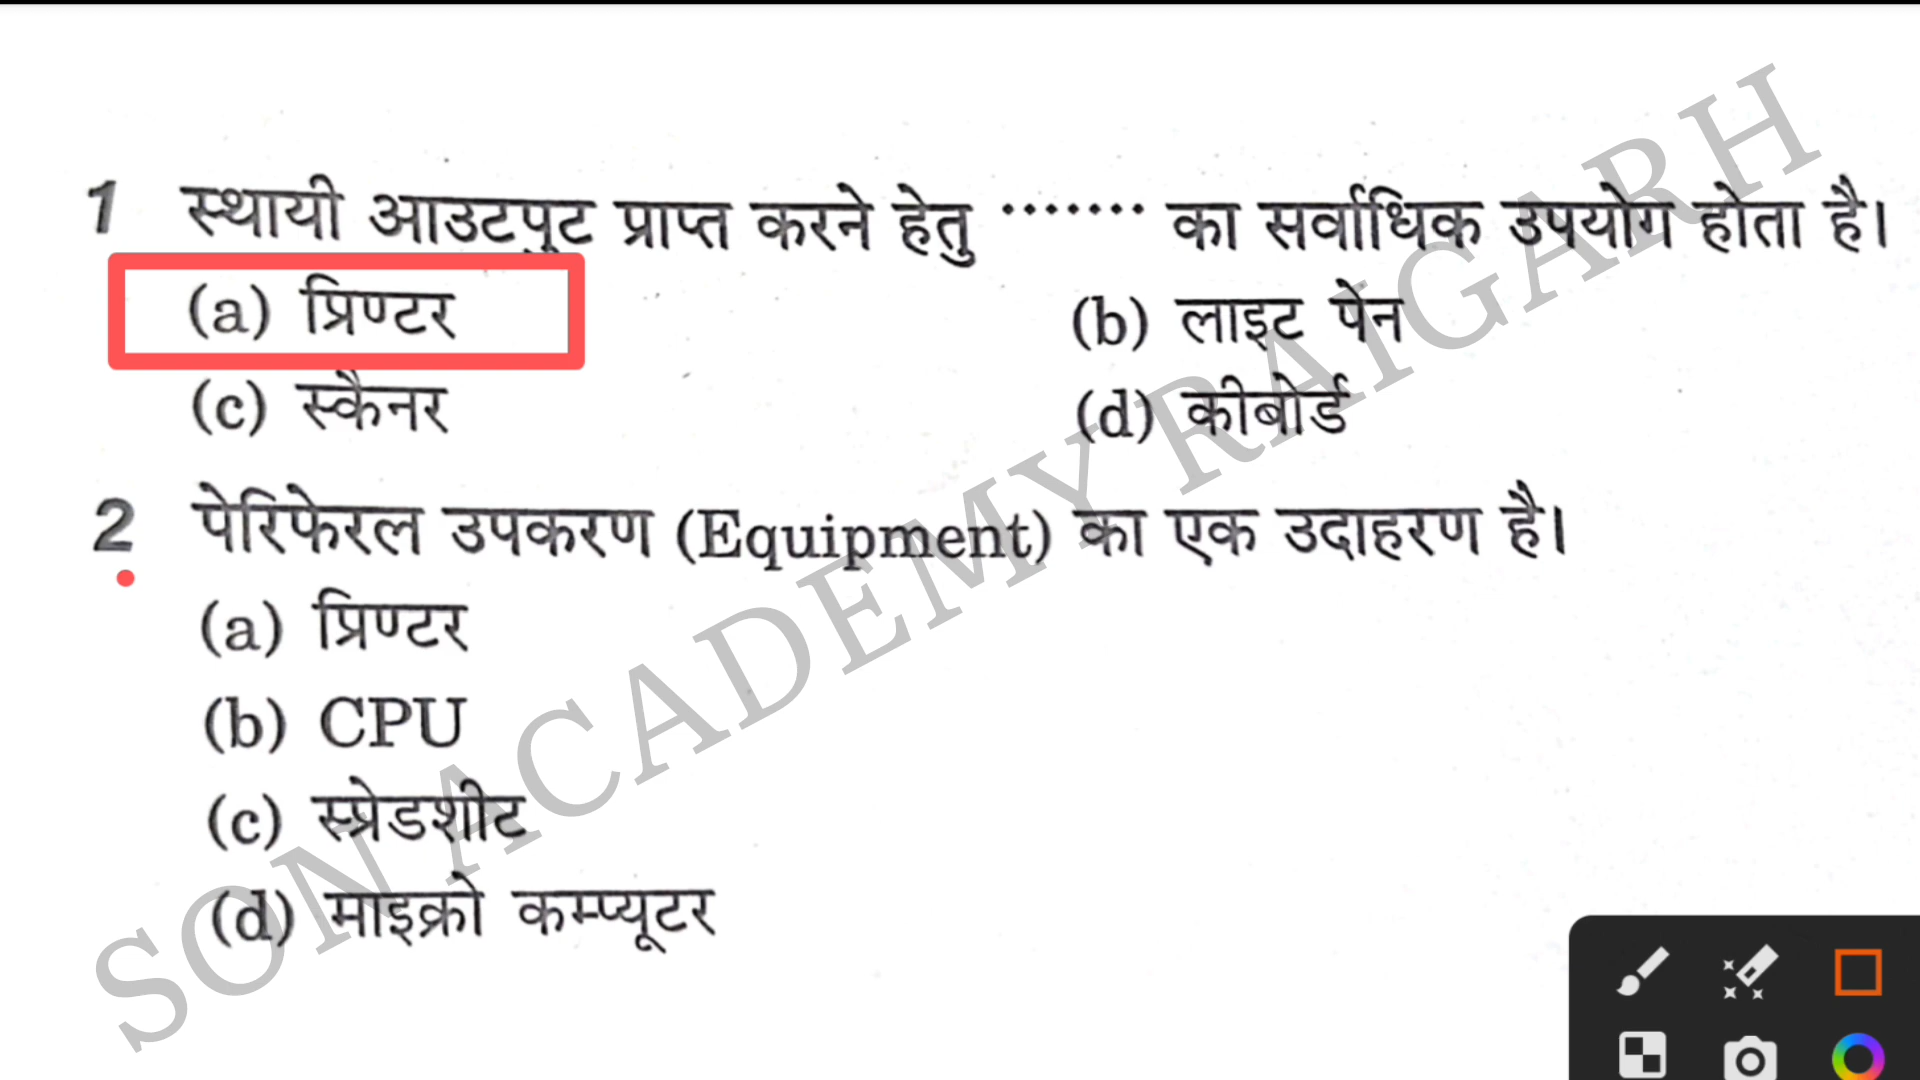 1 स्थायी आउटपुट प्राप्त करने हेतु ······· का सर्वाधिक उपयोग होता है।
(a) प्रिण्टर (b) लाइट पेन
(c) स्कैनर (d) कीबोर्ड
2 पेरिफेरल उपकरण (Equipment) का एक उदाहरण है।
(a) प्रिण्टर
(b) CPU
(c) स्प्रेडशीट
(d) माइक्रो कम्प्यूटर
SON ACADEMY RAIGARH